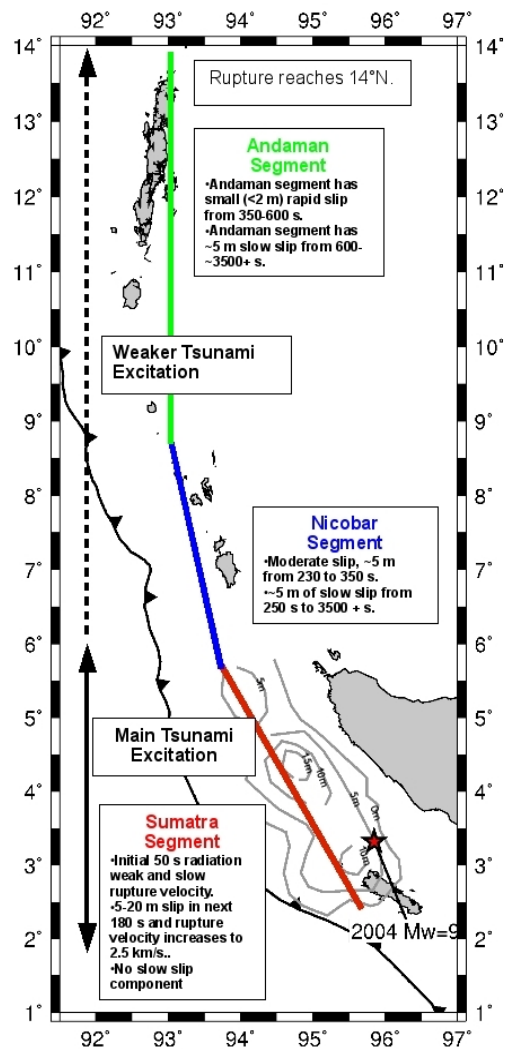 92° 93° 94° 95° 96° 97°
14° 14°
Rupture reaches 14°N.
13° 13°
Andaman
Segment
•Andaman segment has
small (<2 m) rapid slip
from 350-600 s.
•Andaman segment has
~5 m slow slip from 600-
~3500+ s.
12° 12°
11° 11°
10° 10°
Weaker Tsunami
Excitation
9° 9°
8° 8°
Nicobar
Segment
•Moderate slip, ~5 m
from 230 to 350 s.
•~5 m of slow slip from
250 s to 3500 + s.
7° 7°
6° 6°
5m
5° 5°
Main Tsunami
Excitation
15m 10m 5m 0m
4° 4°
Sumatra
Segment
•Initial 50 s radiation
weak and slow
rupture velocity.
•5-20 m slip in next
180 s and rupture
velocity increases to
2.5 km/s..
•No slow slip
component
10m
3° 3°
2004 Mw=9
2° 2°
1° 1°
92° 93° 94° 95° 96° 97°